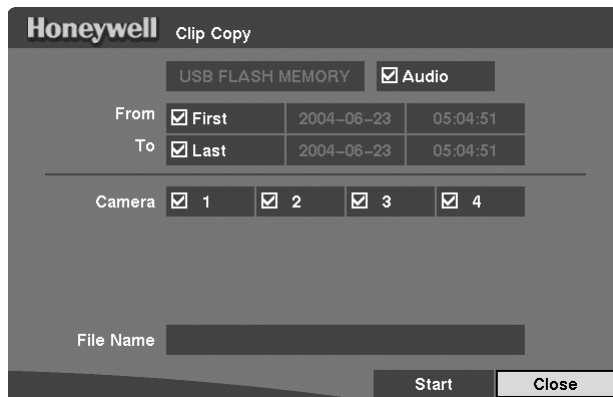 Honeywell Clip Copy
USB FLASH MEMORY Audio
From First 2004-06-23 05:04:51
To Last 2004-06-23 05:04:51
Camera 1 2 3 4
File Name
Start Close